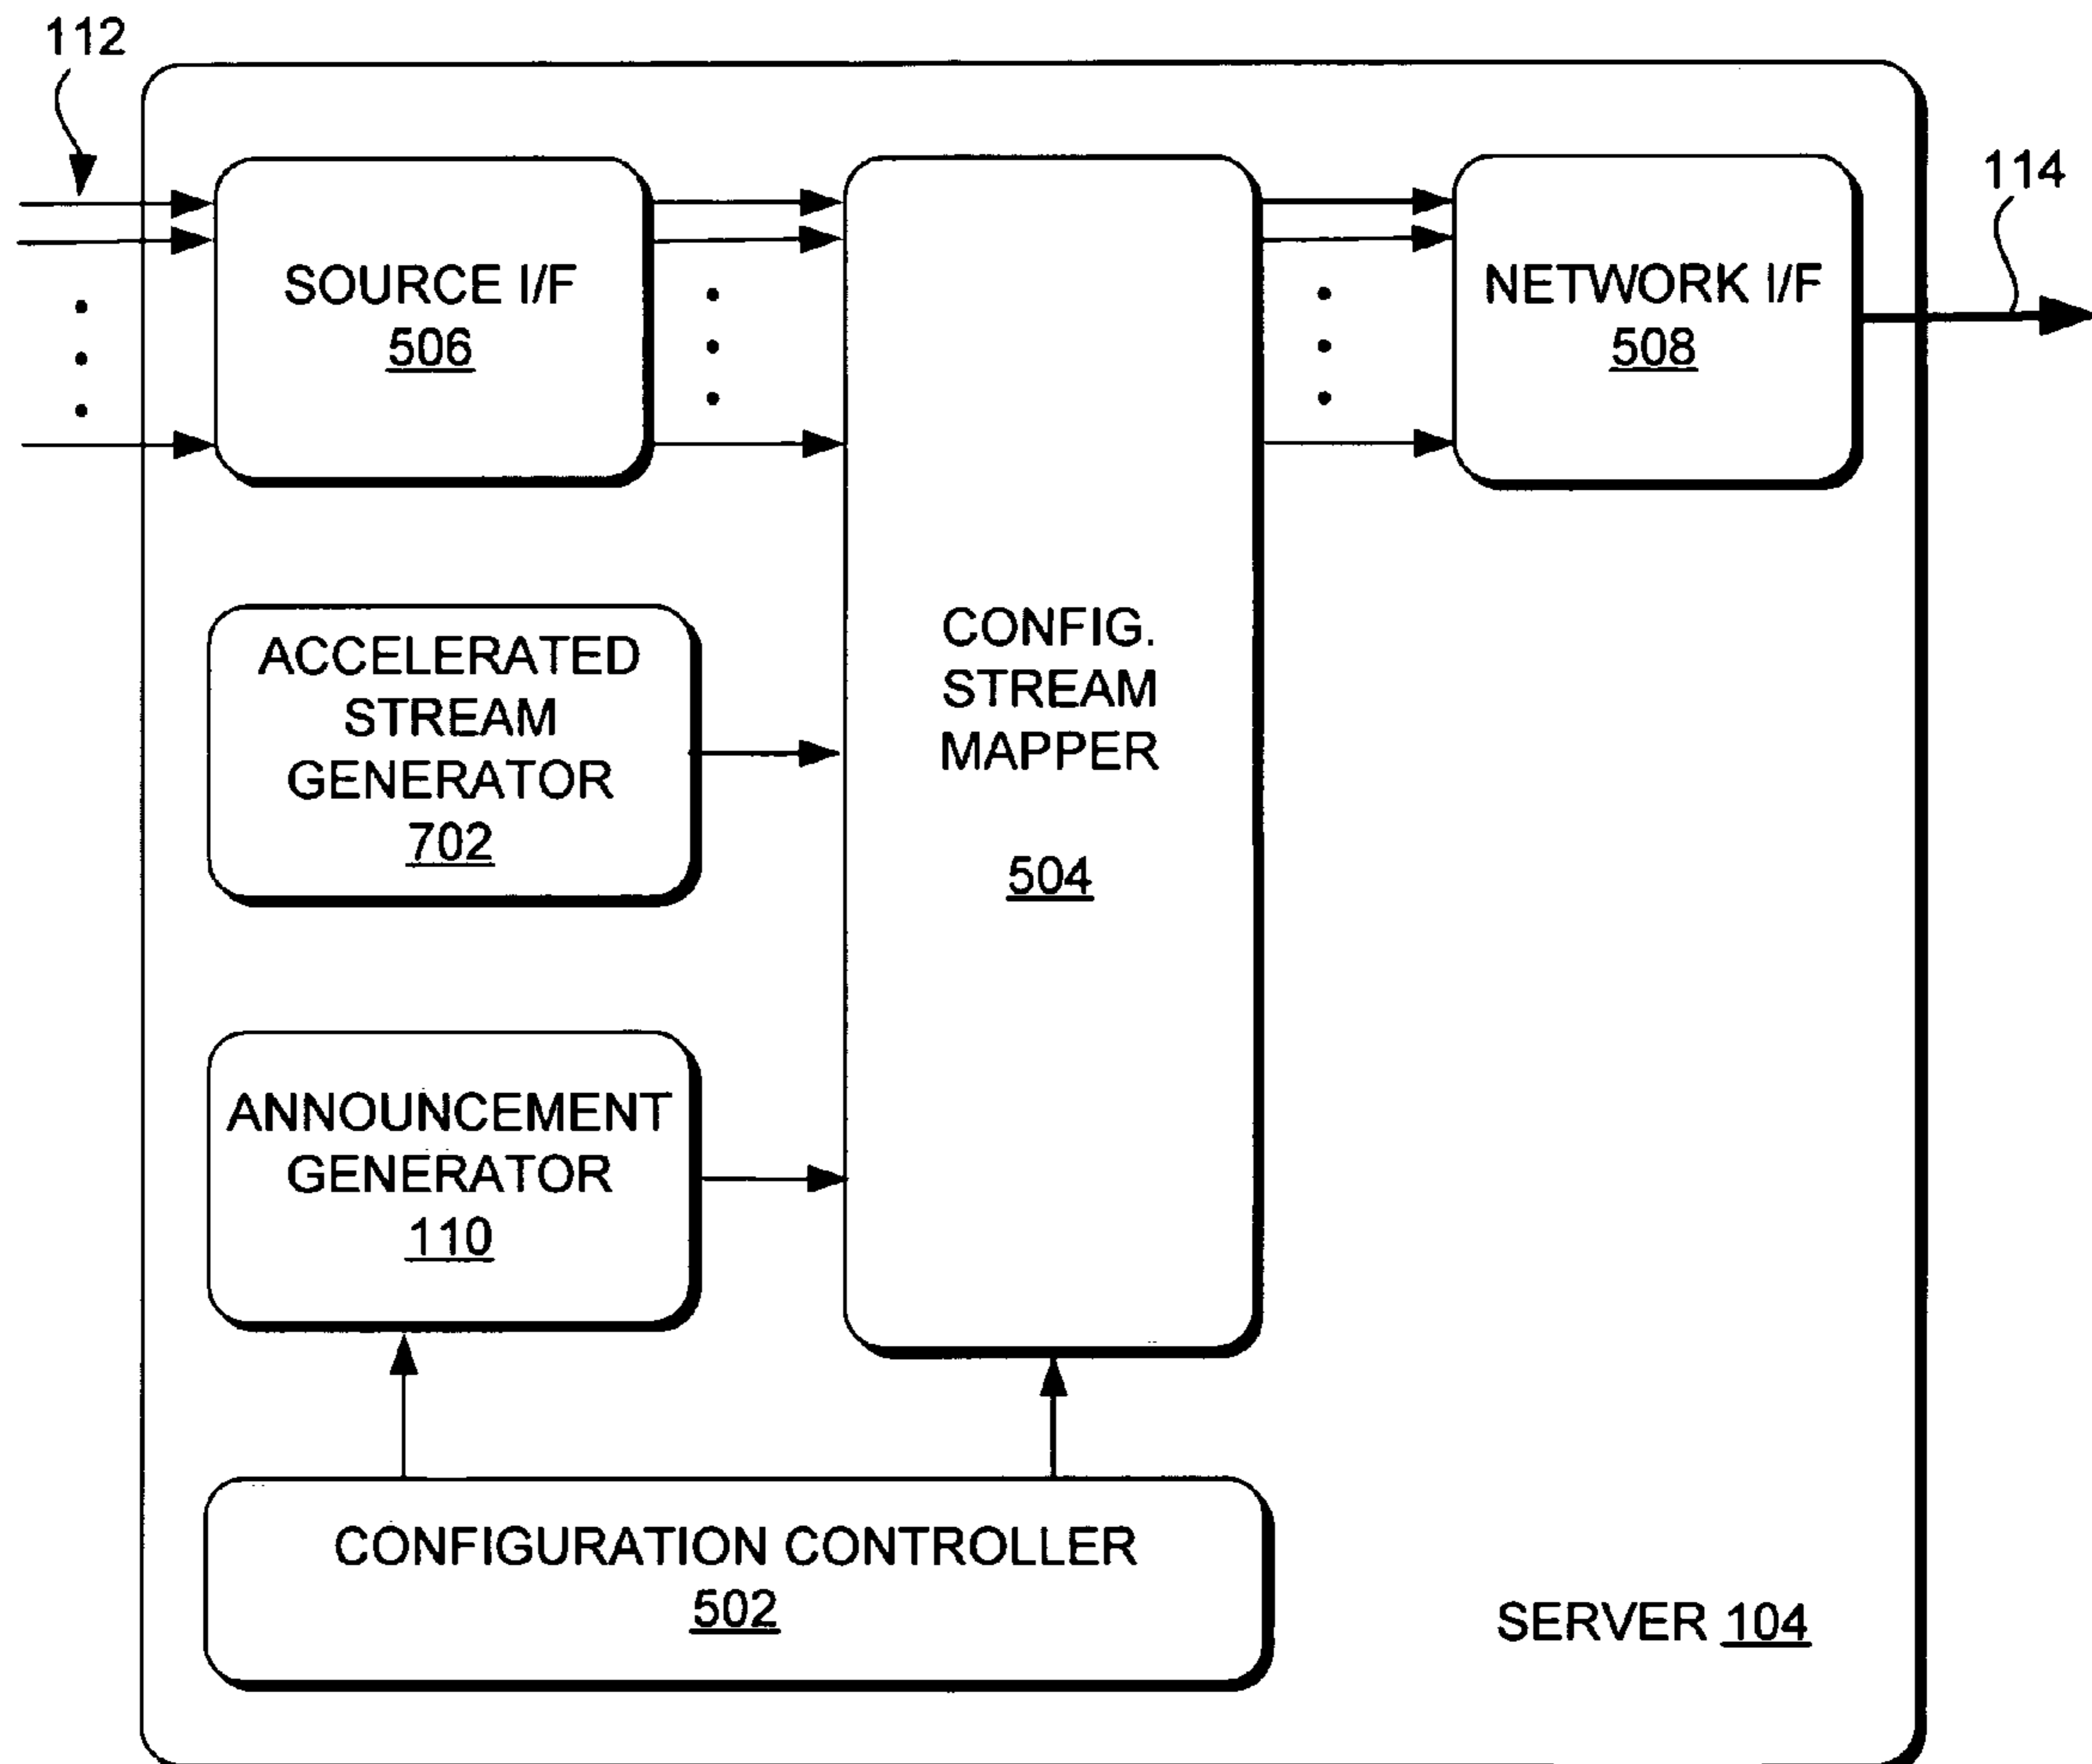 112
114
SOURCE I/F
506
NETWORK I/F
508
CONFIG.
STREAM
MAPPER
504
ACCELERATED
STREAM
GENERATOR
702
ANNOUNCEMENT
GENERATOR
110
CONFIGURATION CONTROLLER
502
SERVER 104